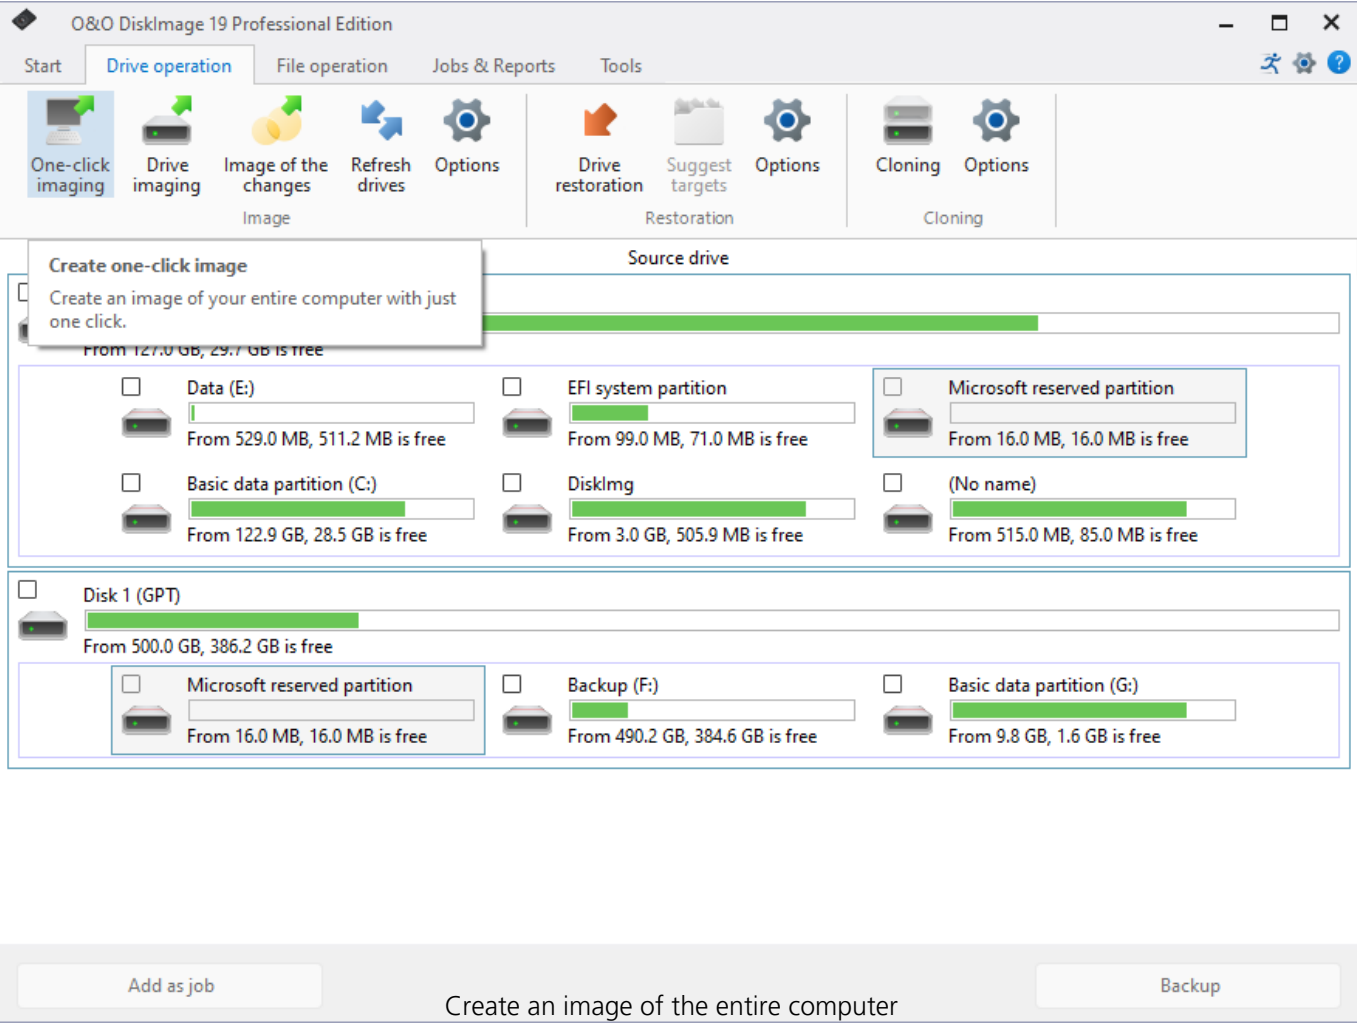 O&O DiskImage 19 Professional Edition
Start Drive operation File operation Jobs & Reports Tools
One-click imaging
Drive imaging
Image of the changes
Refresh drives
Options
Drive restoration
Suggest targets
Options
Cloning
Options
Image Restoration Cloning
Source drive
Create one-click image
Create an image of your entire computer with just
one click.
From 127.0 GB, 29.7 GB is free
Data (E:)
From 529.0 MB, 511.2 MB is free
EFI system partition
From 99.0 MB, 71.0 MB is free
Microsoft reserved partition
From 16.0 MB, 16.0 MB is free
Basic data partition (C:)
From 122.9 GB, 28.5 GB is free
DiskImg
From 3.0 GB, 505.9 MB is free
(No name)
From 515.0 MB, 85.0 MB is free
Disk 1 (GPT)
From 500.0 GB, 386.2 GB is free
Microsoft reserved partition
From 16.0 MB, 16.0 MB is free
Backup (F:)
From 490.2 GB, 384.6 GB is free
Basic data partition (G:)
From 9.8 GB, 1.6 GB is free
Add as job
Backup
Create an image of the entire computer